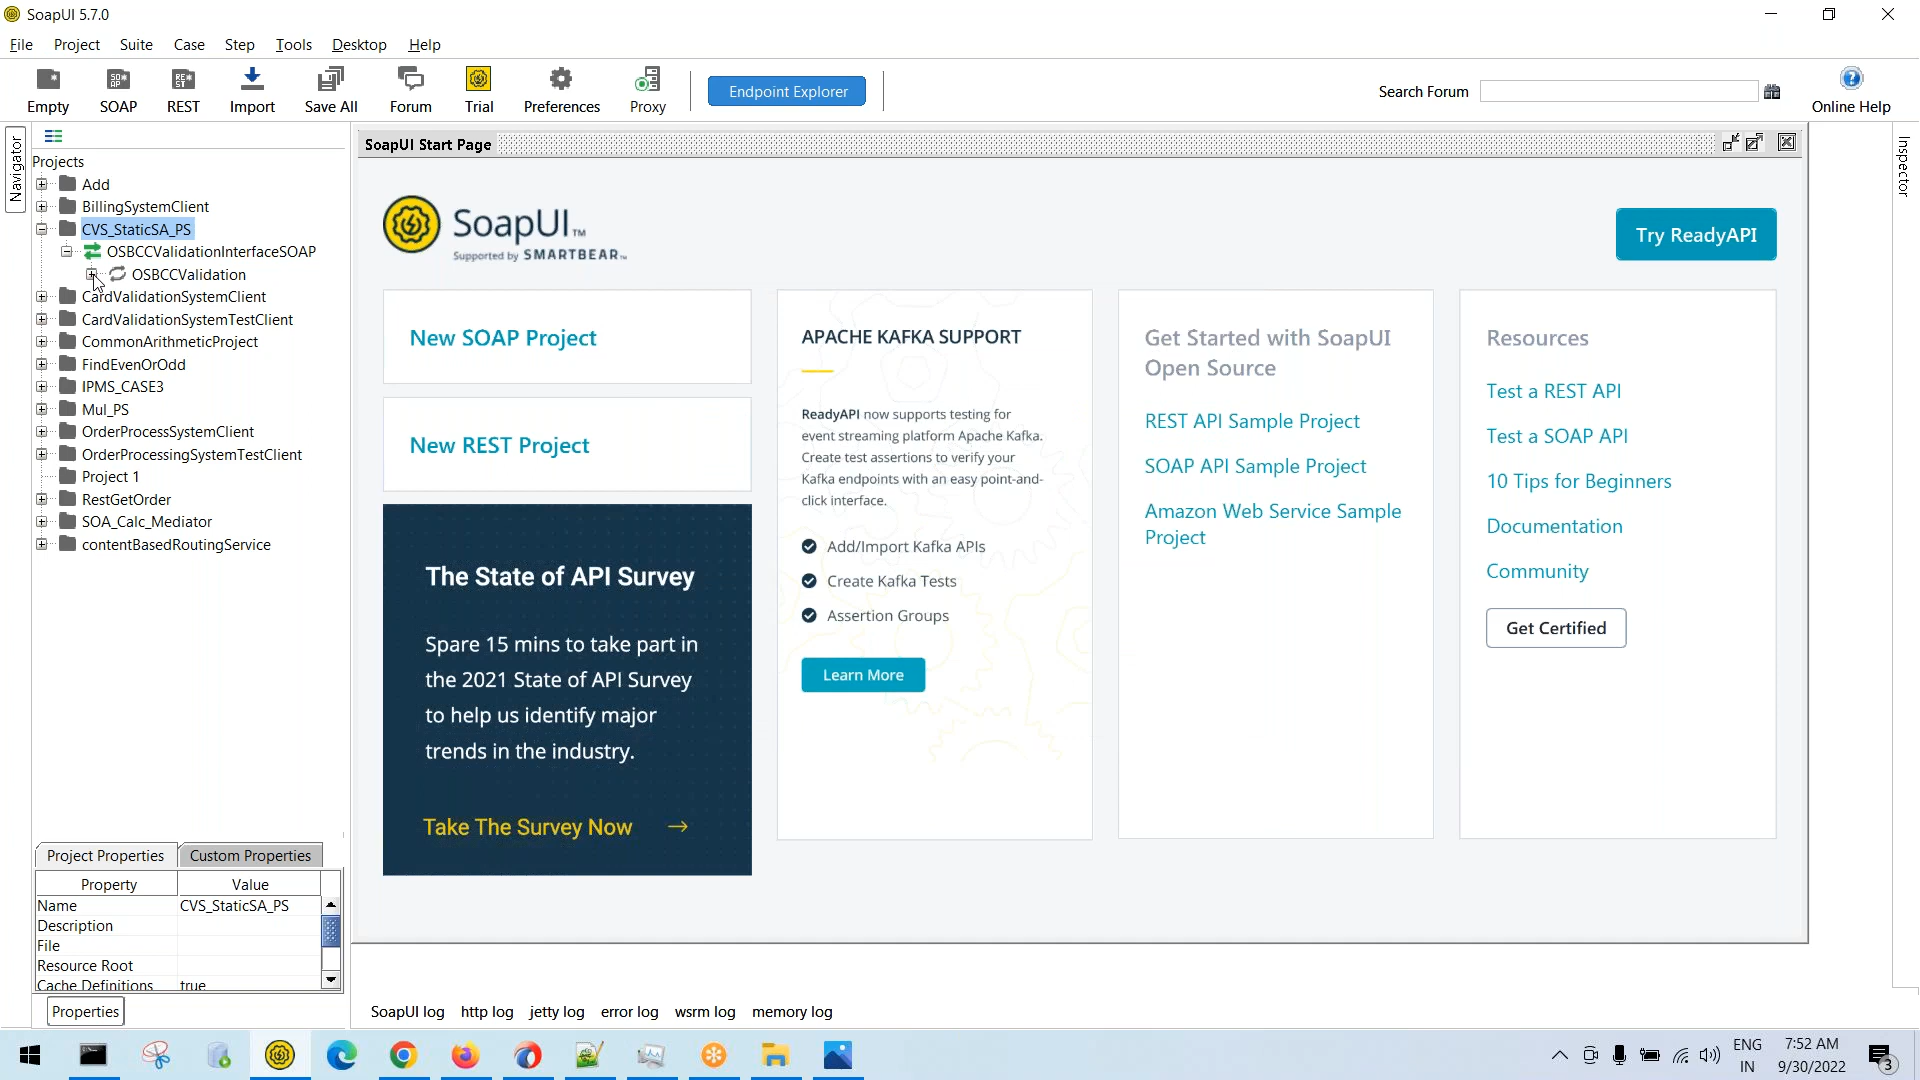 SoapUI 5.7.0
File Project Suite Case Step Tools Desktop Help
Empty SOAP REST Import Save All Forum Trial Preferences Proxy Endpoint Explorer Search Forum Online Help
Navigator
Projects
Add
BillingSystemClient
CVS_StaticSA_PS
OSBCCValidationInterfaceSOAP
OSBCCValidation
CardValidationSystemClient
CardValidationSystemTestClient
CommonArithmeticProject
FindEvenOrOdd
IPMS_CASE3
Mul_PS
OrderProcessSystemClient
OrderProcessingSystemTestClient
Project 1
RestGetOrder
SOA_Calc_Mediator
contentBasedRoutingService
Project Properties Custom Properties
Property Value
Name CVS_StaticSA_PS
Description
File
Resource Root
Cache Definitions true
Properties
SoapUI Start Page
SoapUI™
Supported by SMARTBEAR™
Try ReadyAPI
New SOAP Project
New REST Project
The State of API Survey
Spare 15 mins to take part in
the 2021 State of API Survey
to help us identify major
trends in the industry.
Take The Survey Now →
APACHE KAFKA SUPPORT
ReadyAPI now supports testing for
event streaming platform Apache Kafka.
Create test assertions to verify your
Kafka endpoints with an easy point-and-
click interface.
Add/Import Kafka APIs
Create Kafka Tests
Assertion Groups
Learn More
Get Started with SoapUI
Open Source
REST API Sample Project
SOAP API Sample Project
Amazon Web Service Sample
Project
Resources
Test a REST API
Test a SOAP API
10 Tips for Beginners
Documentation
Community
Get Certified
Inspector
SoapUI log http log jetty log error log wsrm log memory log
ENG
IN
7:52 AM
9/30/2022
3